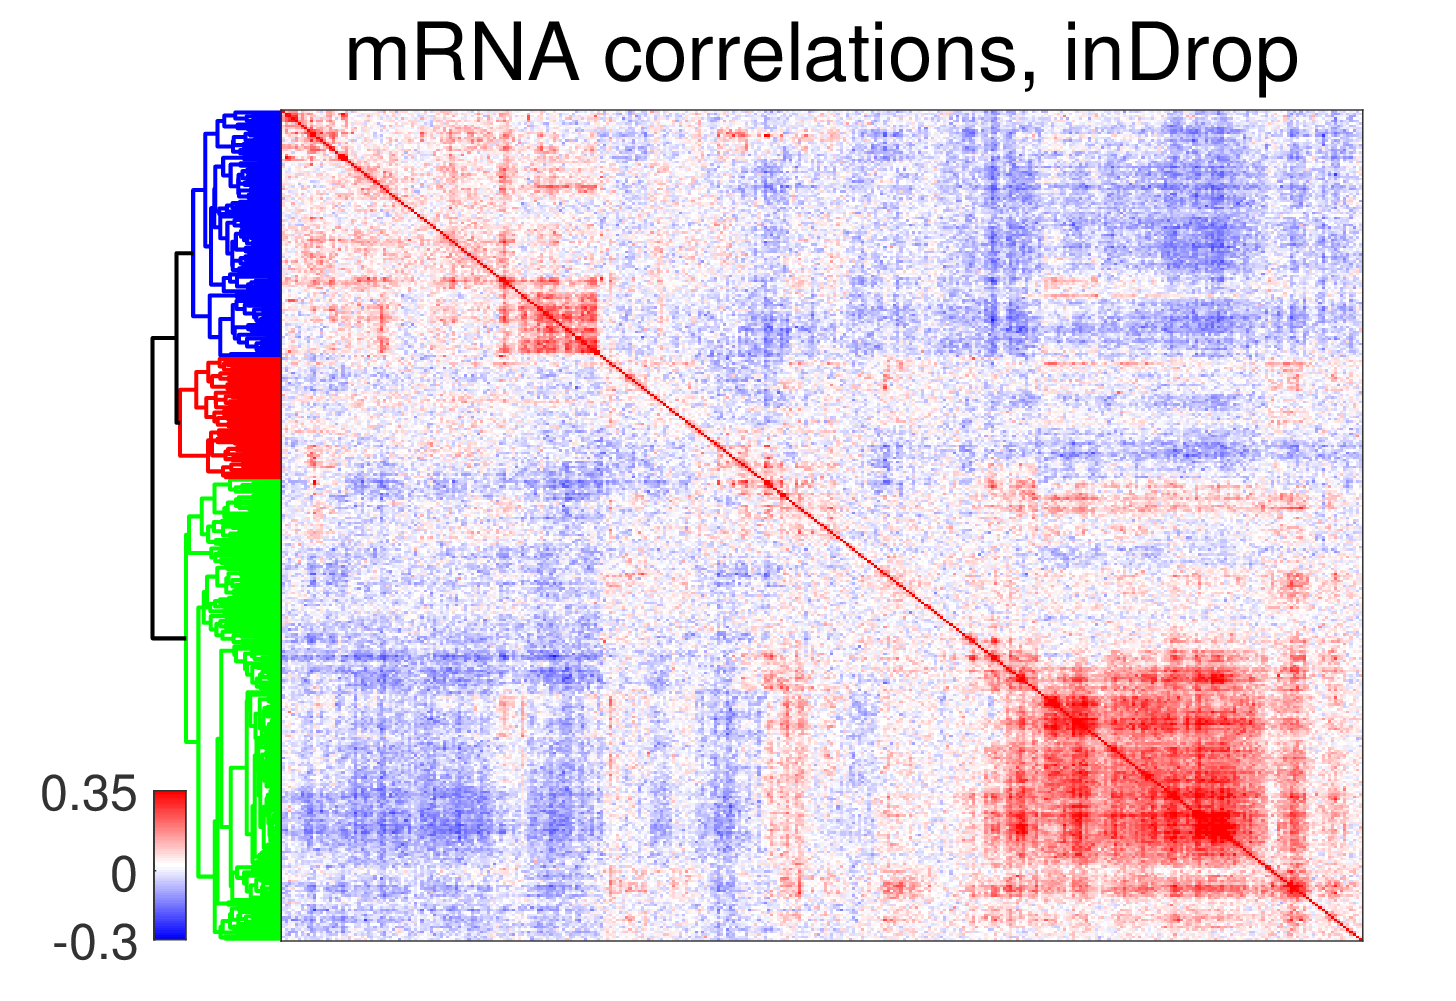 mRNA correlations, inDrop
0.35
0
-0.3